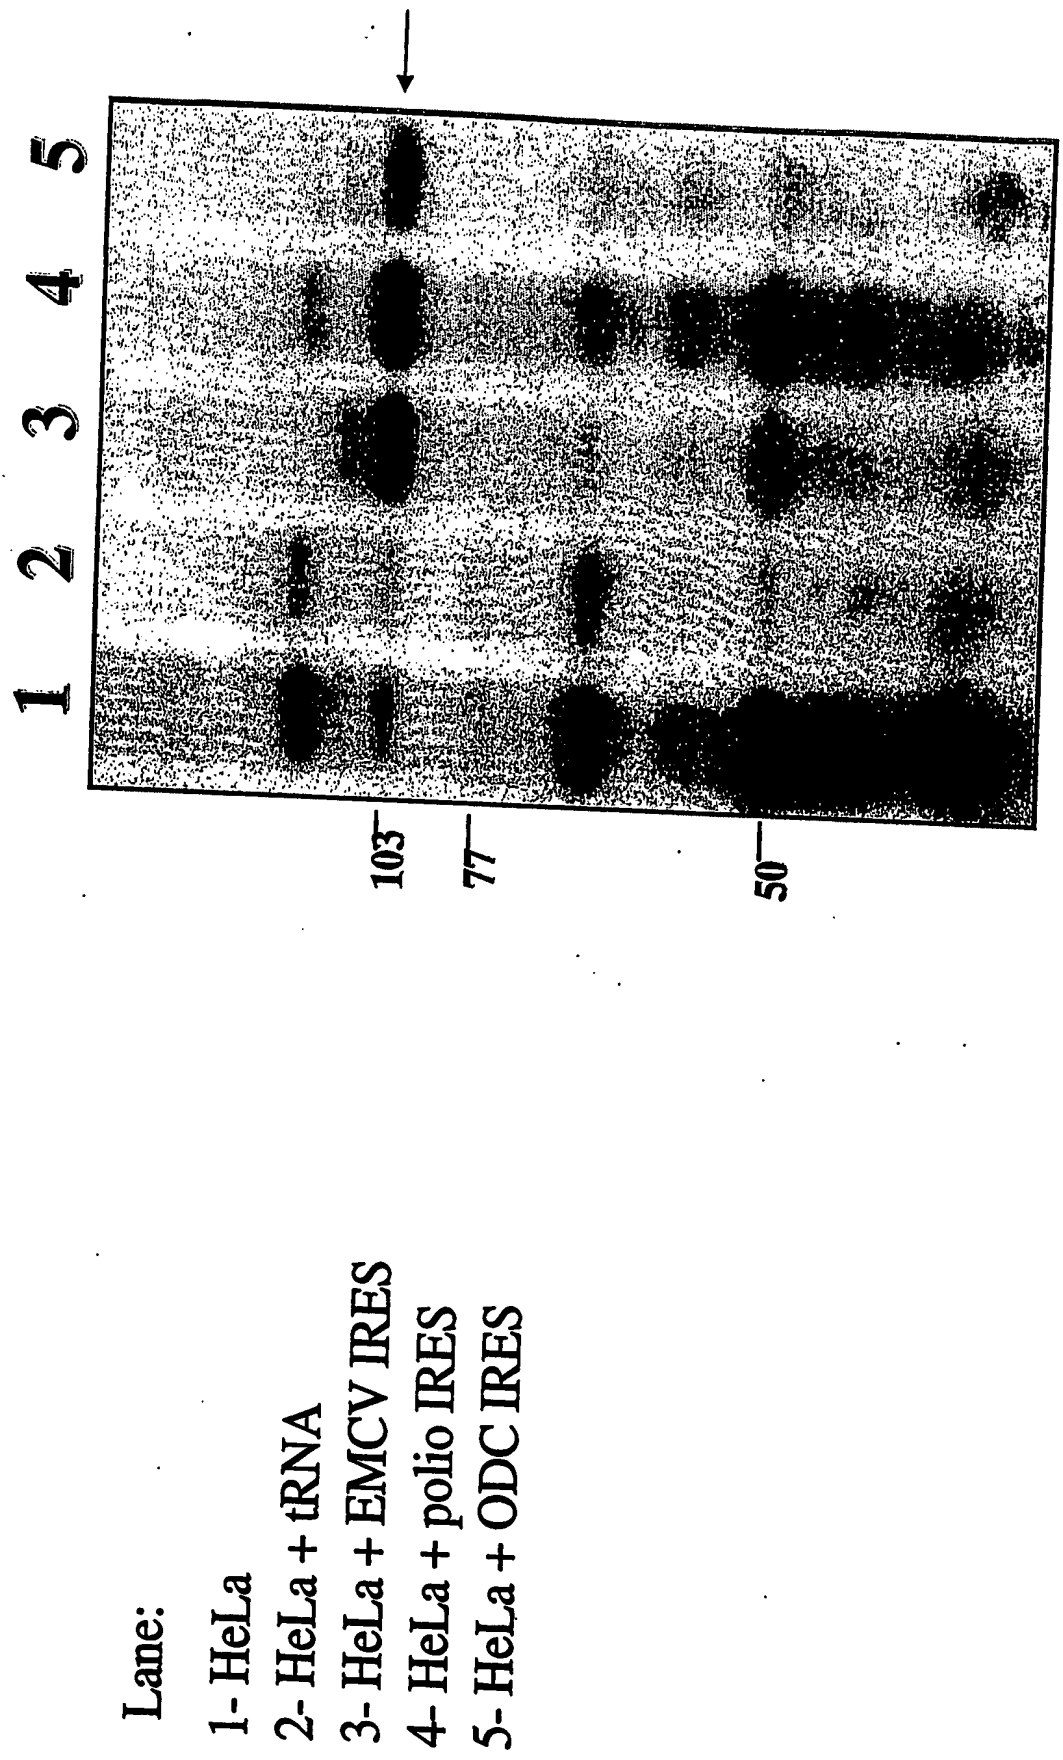 1 2 3 4 5
103
77
50
Lane:
1- HeLa
2- HeLa + tRNA
3- HeLa + EMCV IRES
4- HeLa + polio IRES
5- HeLa + ODC IRES